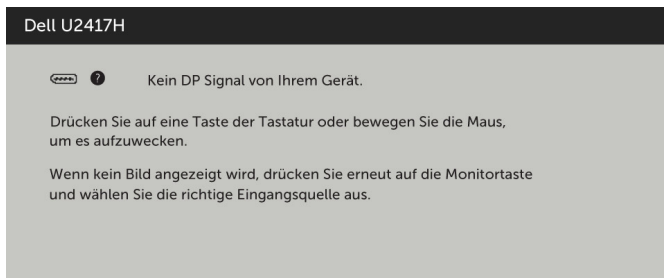 Dell U2417H
? Kein DP Signal von Ihrem Gerät.
Drücken Sie auf eine Taste der Tastatur oder bewegen Sie die Maus,
um es aufzuwecken.
Wenn kein Bild angezeigt wird, drücken Sie erneut auf die Monitortaste
und wählen Sie die richtige Eingangsquelle aus.